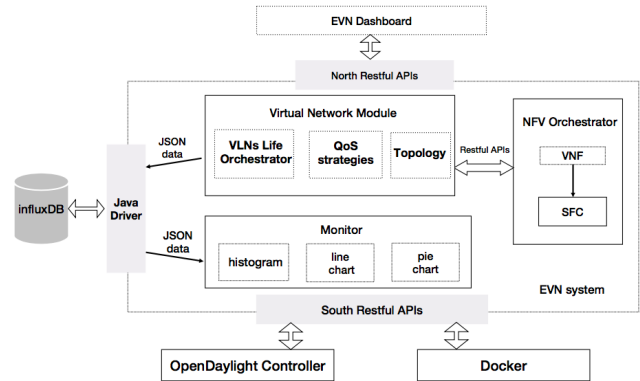 EVN Dashboard
North Restful APIs
Virtual Network Module
VLNs Life
Orchestrator
QoS
strategies
Topology
Restful APIs
NFV Orchestrator
VNF
SFC
JSON
data
Java
Driver
influxDB
JSON
data
Monitor
histogram
line
chart
pie
chart
EVN system
South Restful APIs
OpenDaylight Controller
Docker